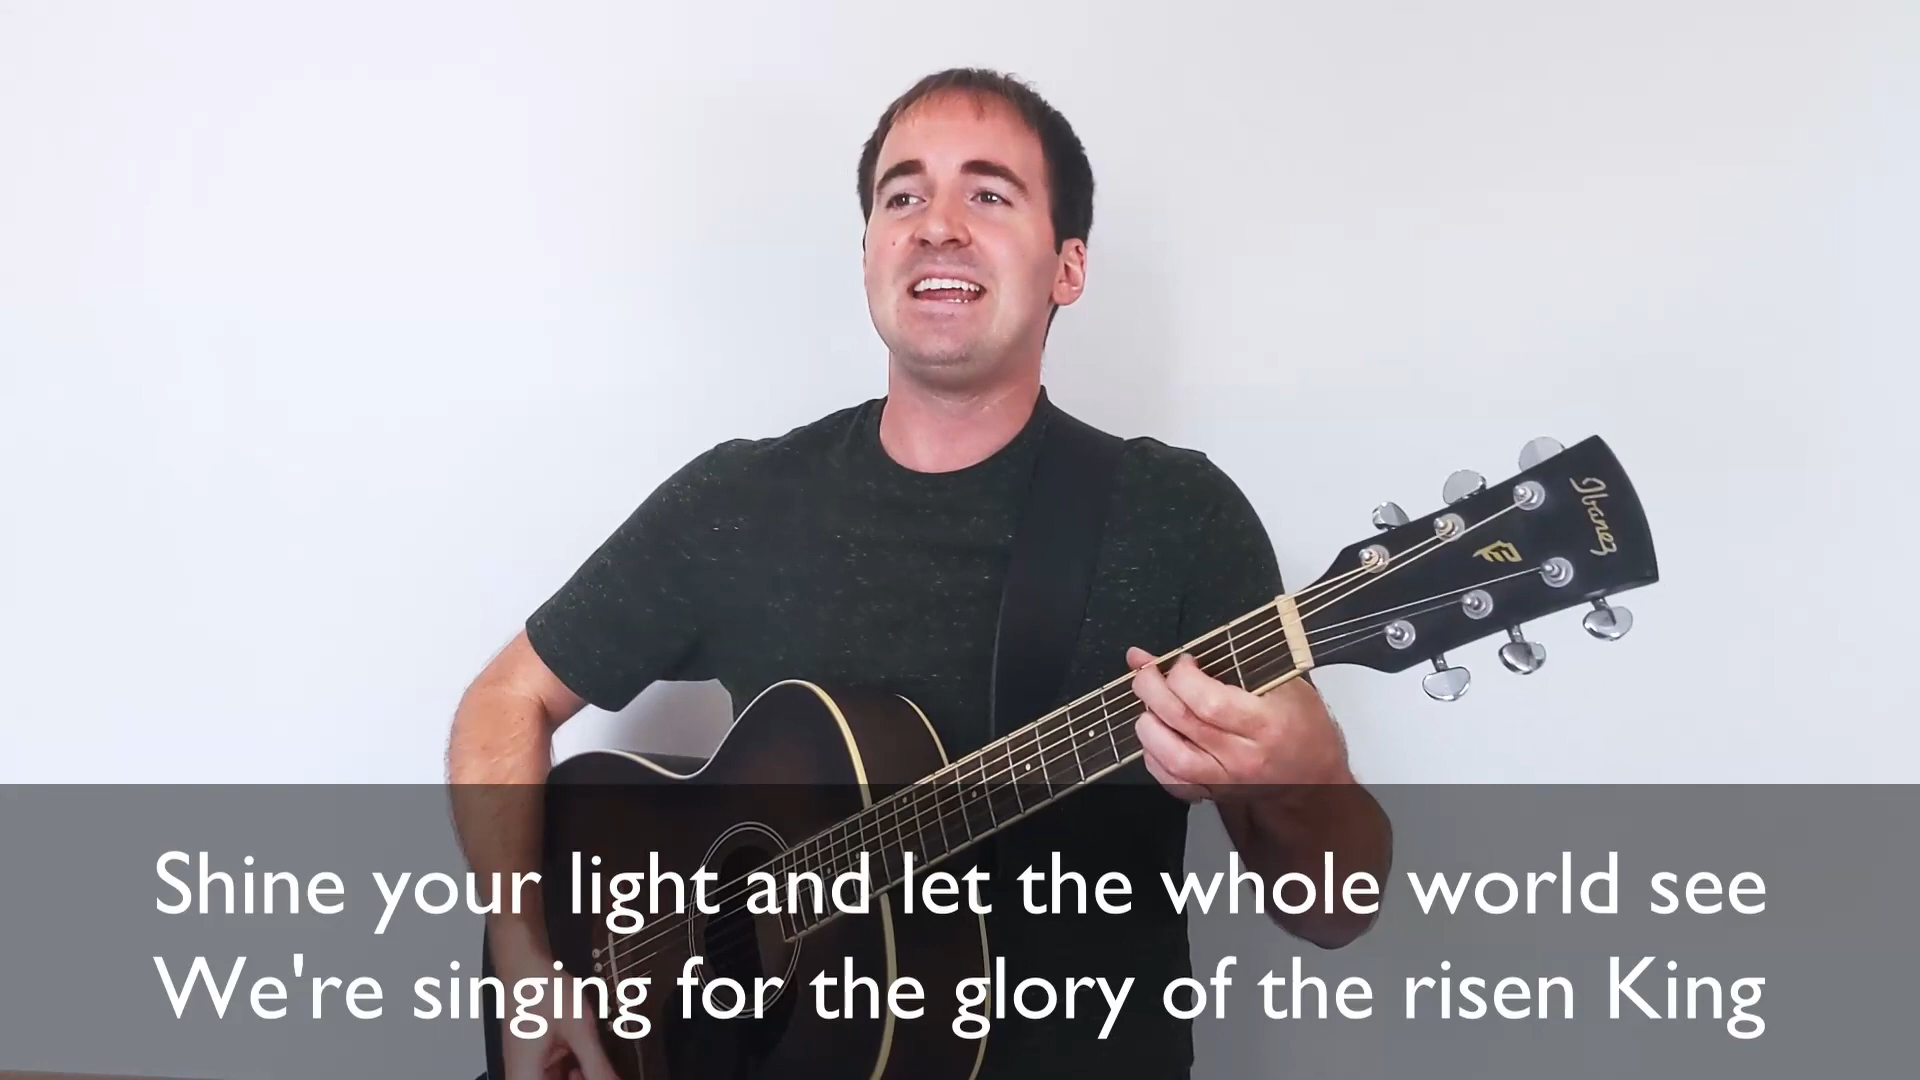 Ibanez
Shine your light and let the whole world see
We're singing for the glory of the risen King